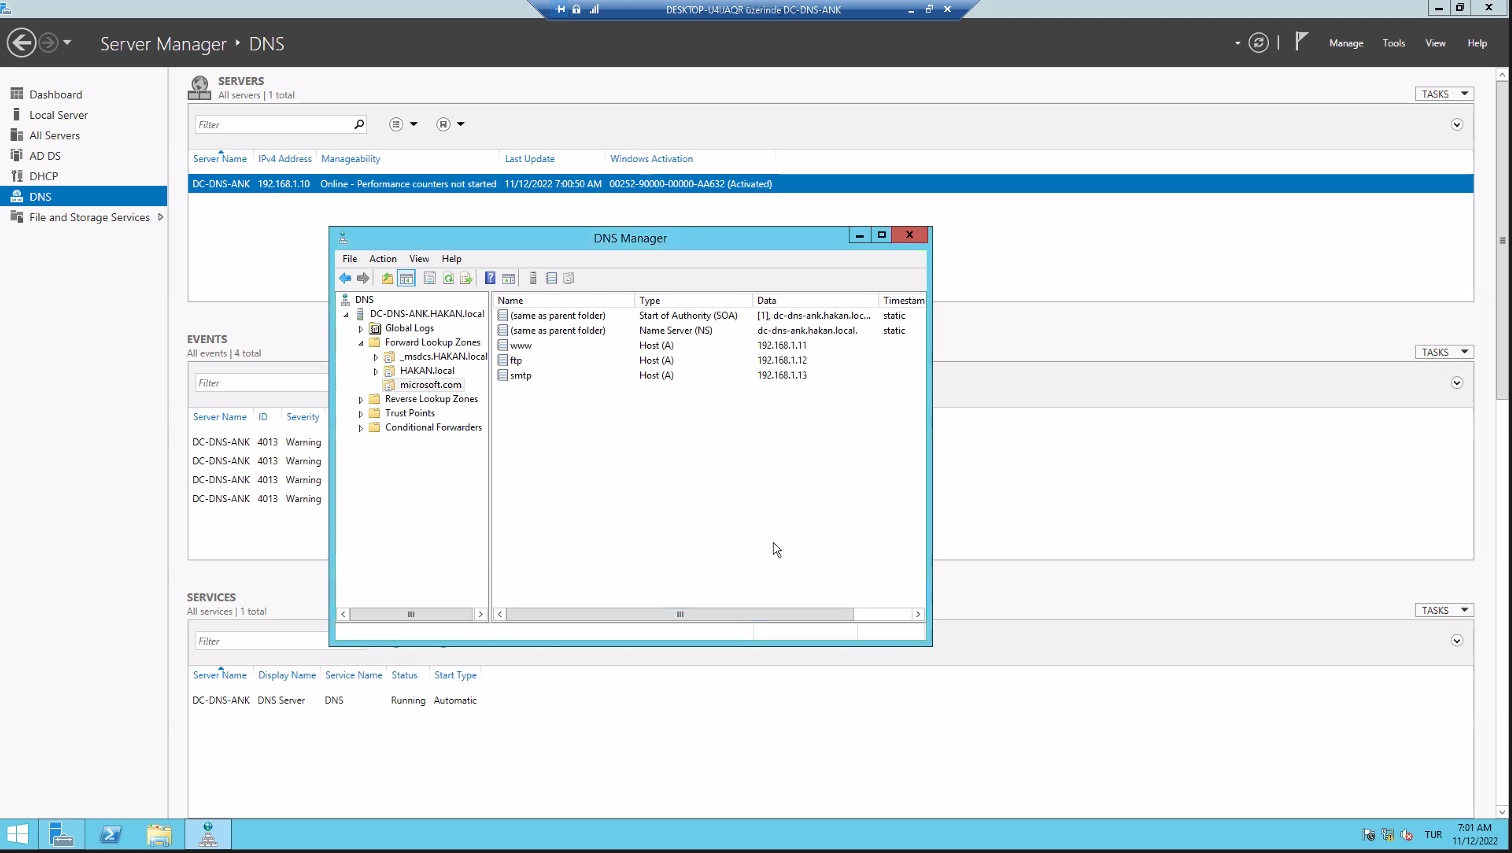 DESKTOP-U4IJAQR üzerinde DC-DNS-ANK
Server Manager ‣ DNS
Manage Tools View Help
Dashboard
Local Server
All Servers
AD DS
DHCP
DNS
File and Storage Services
SERVERS
All servers | 1 total
TASKS
Filter
Server Name IPv4 Address Manageability Last Update Windows Activation
DC-DNS-ANK 192.168.1.10 Online - Performance counters not started 11/12/2022 7:00:50 AM 00252-90000-00000-AA632 (Activated)
EVENTS
All events | 4 total
TASKS
Filter
Server Name ID Severity
DC-DNS-ANK 4013 Warning
DC-DNS-ANK 4013 Warning
DC-DNS-ANK 4013 Warning
DC-DNS-ANK 4013 Warning
DNS Manager
File Action View Help
DNS
DC-DNS-ANK.HAKAN.local
Global Logs
Forward Lookup Zones
_msdcs.HAKAN.local
HAKAN.local
microsoft.com
Reverse Lookup Zones
Trust Points
Conditional Forwarders
Name Type Data Timestam
(same as parent folder) Start of Authority (SOA) [1], dc-dns-ank.hakan.loc... static
(same as parent folder) Name Server (NS) dc-dns-ank.hakan.local. static
www Host (A) 192.168.1.11
ftp Host (A) 192.168.1.12
smtp Host (A) 192.168.1.13
SERVICES
All services | 1 total
TASKS
Filter
Server Name Display Name Service Name Status Start Type
DC-DNS-ANK DNS Server DNS Running Automatic
TUR
7:01 AM
11/12/2022